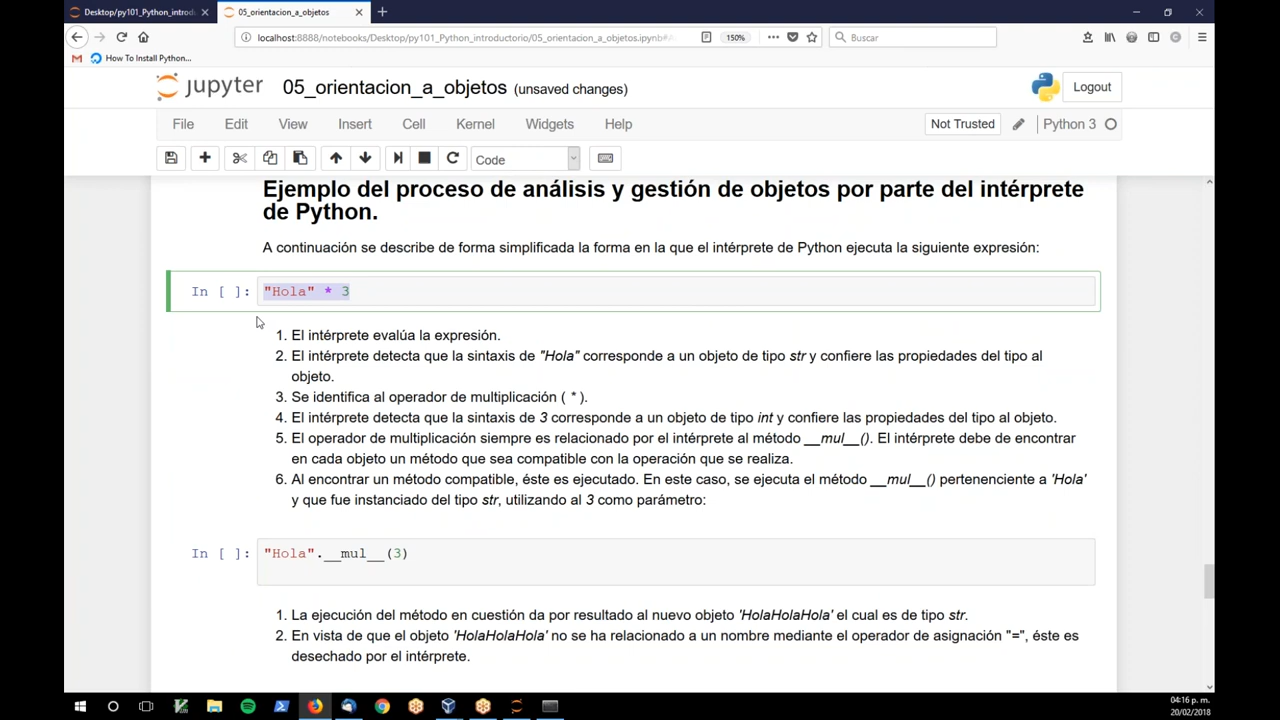 Desktop/py101_Python_introdu
05_orientacion_a_objetos
localhost:8888/notebooks/Desktop/py101_Python_introductorio/05_orientacion_a_objetos.ipynb#A
150%
Buscar
How To Install Python...
jupyter 05_orientacion_a_objetos (unsaved changes)
Logout
File Edit View Insert Cell Kernel Widgets Help
Not Trusted
Python 3
Code
Ejemplo del proceso de análisis y gestión de objetos por parte del intérprete
de Python.
A continuación se describe de forma simplificada la forma en la que el intérprete de Python ejecuta la siguiente expresión:
In [ ]: "Hola" * 3
1. El intérprete evalúa la expresión.
2. El intérprete detecta que la sintaxis de "Hola" corresponde a un objeto de tipo str y confiere las propiedades del tipo al
objeto.
3. Se identifica al operador de multiplicación ( * ).
4. El intérprete detecta que la sintaxis de 3 corresponde a un objeto de tipo int y confiere las propiedades del tipo al objeto.
5. El operador de multiplicación siempre es relacionado por el intérprete al método __mul__(). El intérprete debe de encontrar
en cada objeto un método que sea compatible con la operación que se realiza.
6. Al encontrar un método compatible, éste es ejecutado. En este caso, se ejecuta el método __mul__() pertenenciente a 'Hola'
y que fue instanciado del tipo str, utilizando al 3 como parámetro:
In [ ]: "Hola".__mul__(3)
1. La ejecución del método en cuestión da por resultado al nuevo objeto 'HolaHolaHola' el cual es de tipo str.
2. En vista de que el objeto 'HolaHolaHola' no se ha relacionado a un nombre mediante el operador de asignación "=", éste es
desechado por el intérprete.
04:16 p. m.
20/02/2018